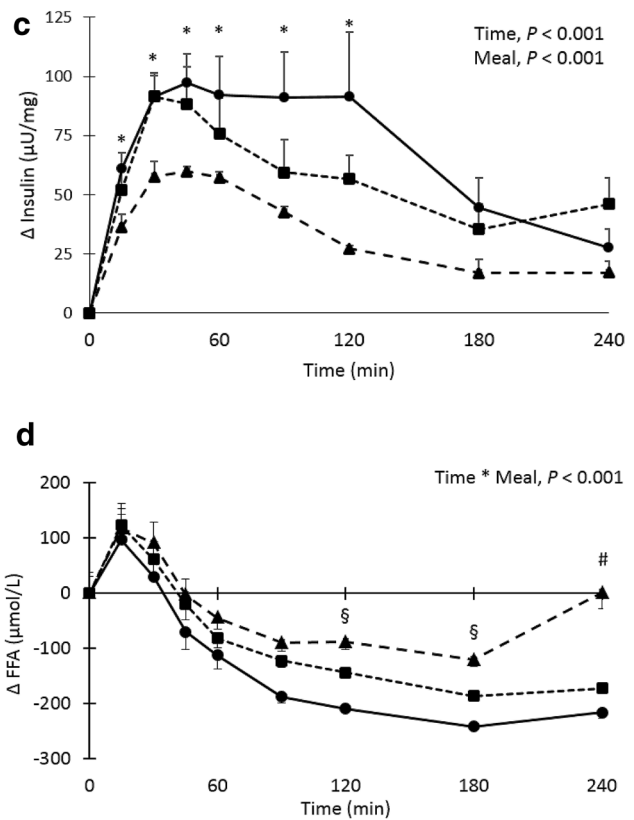 c
Time, P < 0.001
Meal, P < 0.001
125
100
75
50
25
0
Δ Insulin (μU/mg)
* * * * * *
0 60 120 180 240
Time (min)
d
Time * Meal, P < 0.001
200
100
0
-100
-200
-300
Δ FFA (μmol/L)
#
§ §
0 60 120 180 240
Time (min)